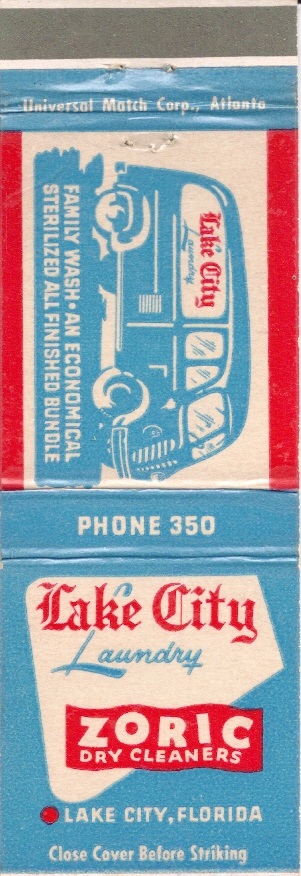 Universal Match Corp., Atlanta
Lake City
Laundry
FAMILY WASH • AN ECONOMICAL
STERILIZED ALL FINISHED BUNDLE
PHONE 350
Lake City
Laundry
ZORIC
DRY CLEANERS
LAKE CITY, FLORIDA
Close Cover Before Striking